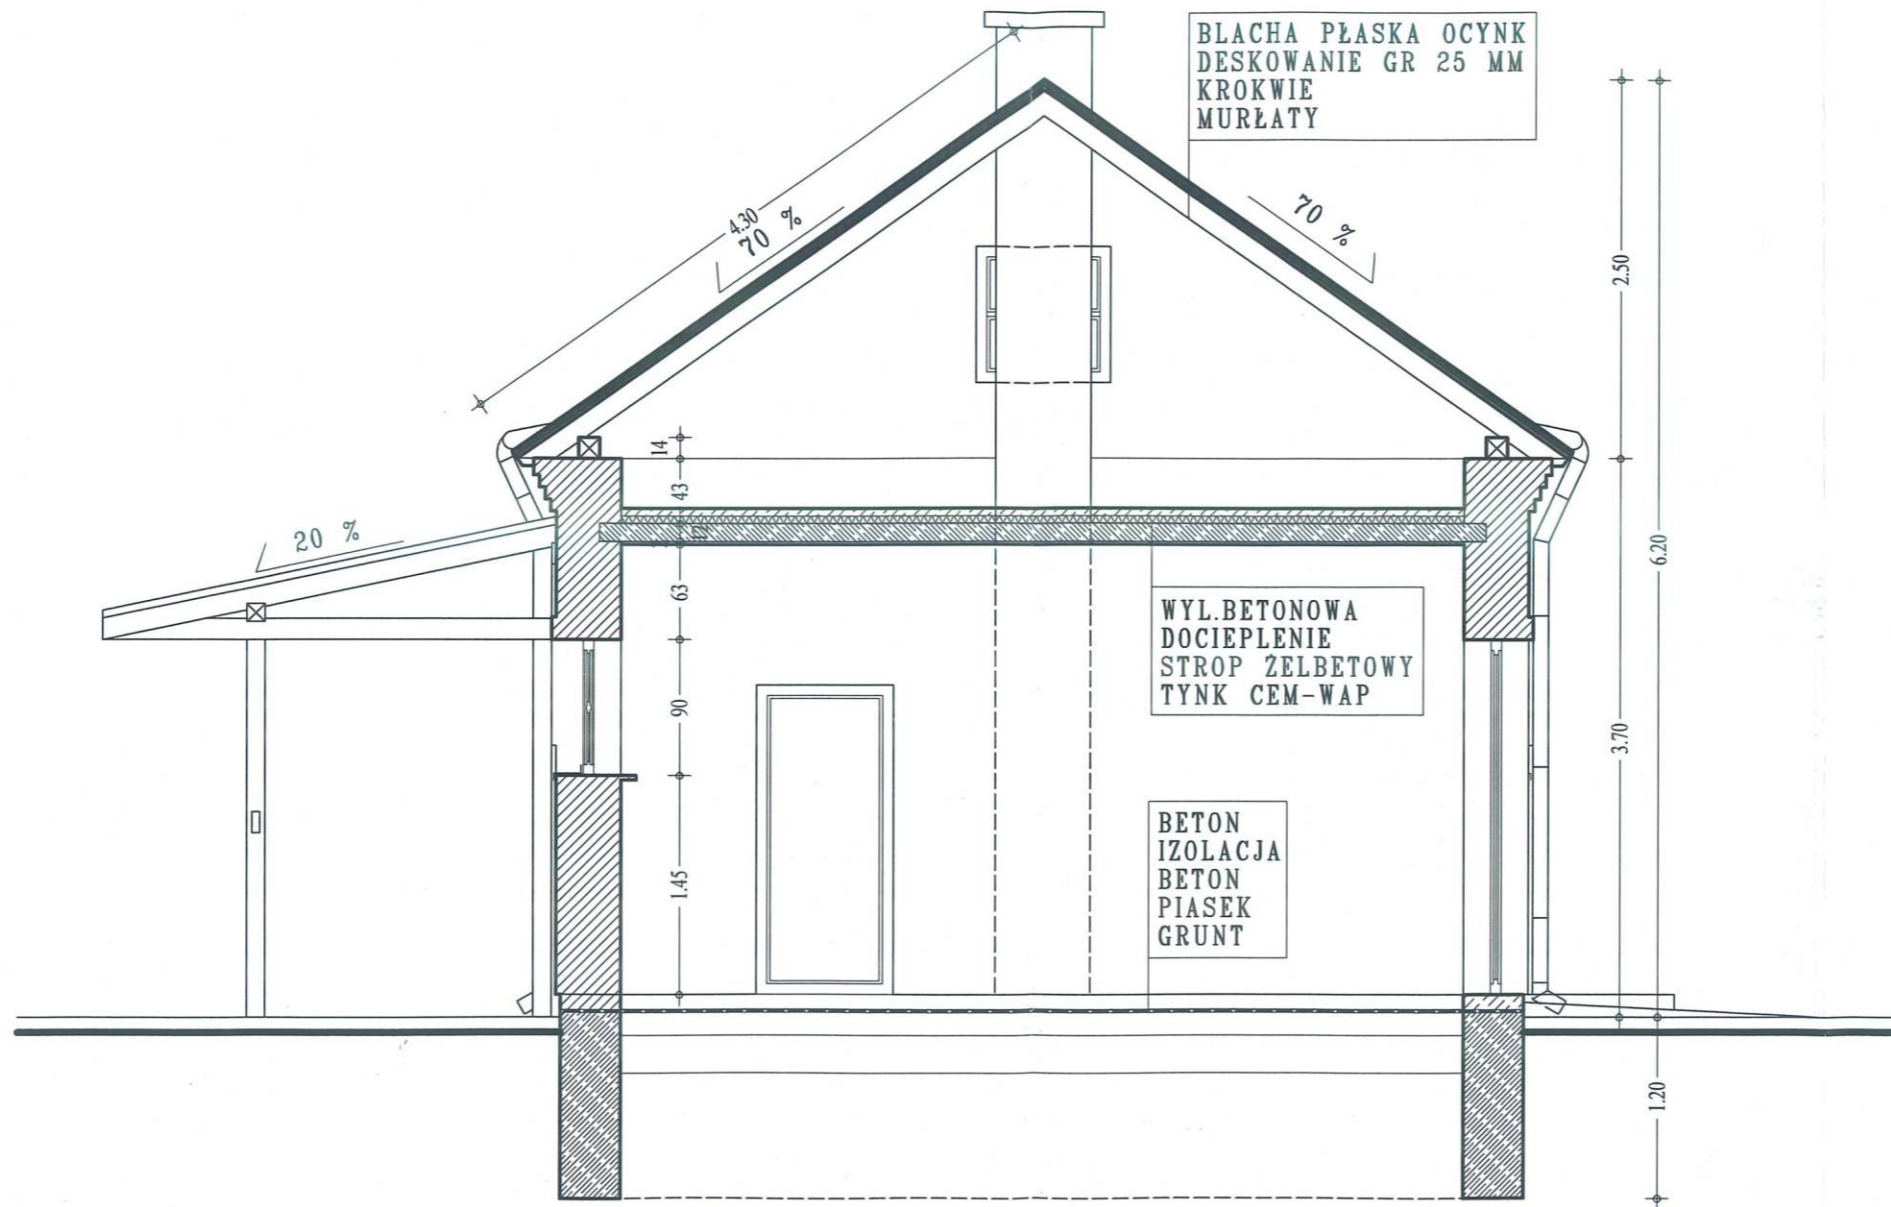 BLACHA PŁASKA OCYNK
DESKOWANIE GR 25 MM
KROKWIE
MURŁATY
4.30
70 %
70 %
2.50
14
43
12
20 %
6.20
63
WYL.BETONOWA
DOCIEPLENIE
STROP ŻELBETOWY
TYNK CEM-WAP
90
3.70
BETON
IZOLACJA
BETON
PIASEK
GRUNT
1.45
1.20